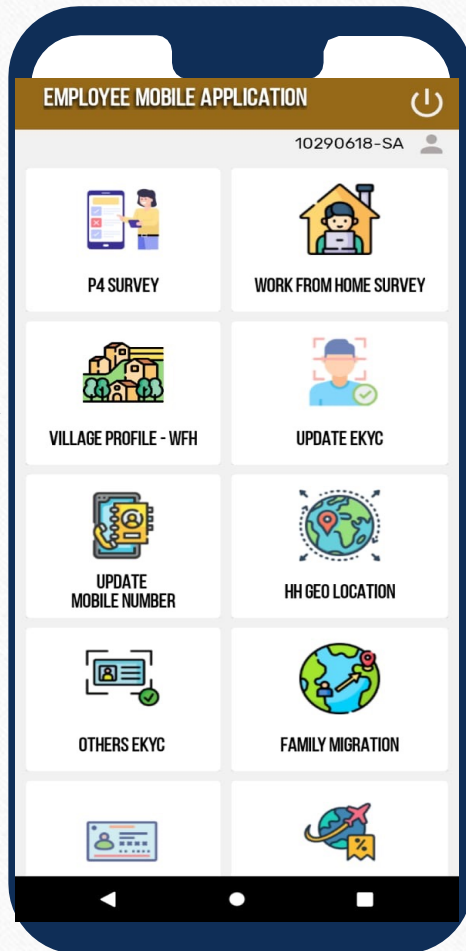 EMPLOYEE MOBILE APPLICATION
10290618-SA
P4 SURVEY
WORK FROM HOME SURVEY
VILLAGE PROFILE - WFH
UPDATE EKYC
UPDATE
MOBILE NUMBER
HH GEO LOCATION
OTHERS EKYC
FAMILY MIGRATION
%